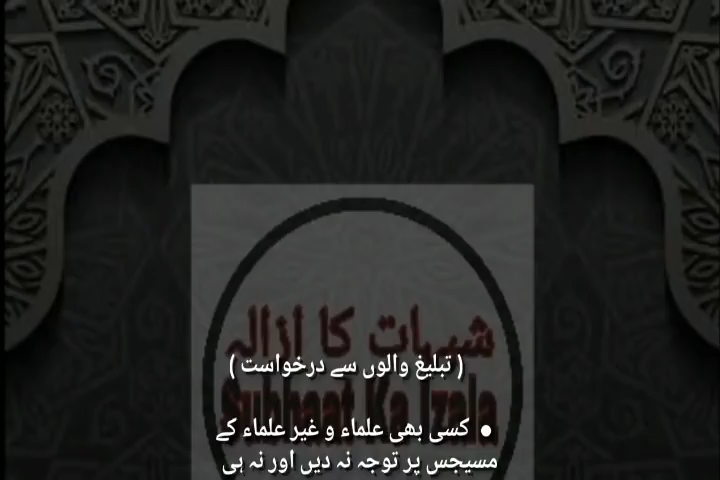 شبہات کا ازالہ
( تبلیغ والوں سے درخواست )
Subhaat Ka Izala
• کسی بھی علماء و غیر علماء کے
مسیجس پر توجہ نہ دیں اور نہ ہی